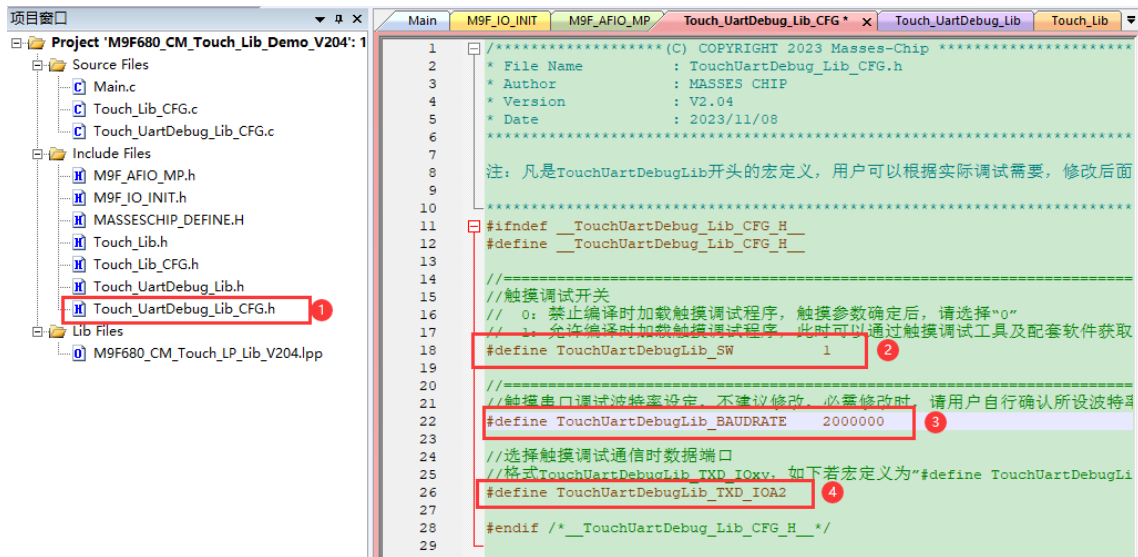 项目窗口
Project 'M9F680_CM_Touch_Lib_Demo_V204': 1
Source Files
Main.c
Touch_Lib_CFG.c
Touch_UartDebug_Lib_CFG.c
Include Files
M9F_AFIO_MP.h
M9F_IO_INIT.h
MASSESCHIP_DEFINE.H
Touch_Lib.h
Touch_Lib_CFG.h
Touch_UartDebug_Lib.h
Touch_UartDebug_Lib_CFG.h
1
Lib Files
M9F680_CM_Touch_LP_Lib_V204.lpp
Main M9F_IO_INIT M9F_AFIO_MP Touch_UartDebug_Lib_CFG * Touch_UartDebug_Lib Touch_Lib
1 /*******************(C) COPYRIGHT 2023 Masses-Chip **********************
2 * File Name : TouchUartDebug_Lib_CFG.h
3 * Author : MASSES CHIP
4 * Version : V2.04
5 * Date : 2023/11/08
6 *************************************************************************
7
8 注：凡是TouchUartDebugLib开头的宏定义，用户可以根据实际调试需要，修改后面
9
10 *************************************************************************
11 #ifndef __TouchUartDebug_Lib_CFG_H__
12 #define __TouchUartDebug_Lib_CFG_H__
13
14 //=======================================================================
15 //触摸调试开关
16 // 0：禁止编译时加载触摸调试程序，触摸参数确定后，请选择“0”
17 // 1：允许编译时加载触摸调试程序，此时可以通过触摸调试工具及配套软件获取
18 #define TouchUartDebugLib_SW 1
2
19
20 //=======================================================================
21 //触摸串口调试波特率设定，不建议修改，必需修改时，请用户自行确认所设波特率
22 #define TouchUartDebugLib_BAUDRATE 2000000
3
23
24 //选择触摸调试通信时数据端口
25 //格式TouchUartDebugLib_TXD_IOxy，如下若宏定义为"#define TouchUartDebugLi
26 #define TouchUartDebugLib_TXD_IOA2
4
27
28 #endif /*__TouchUartDebug_Lib_CFG_H__*/
29